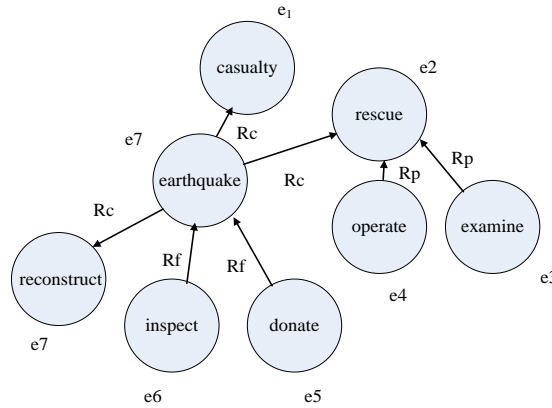 e1
casualty
e2
rescue
e7
Rc
earthquake
Rc
Rp
Rp
Rc
operate
examine
reconstruct
Rf
Rf
e3
e4
inspect
donate
e7
e6
e5